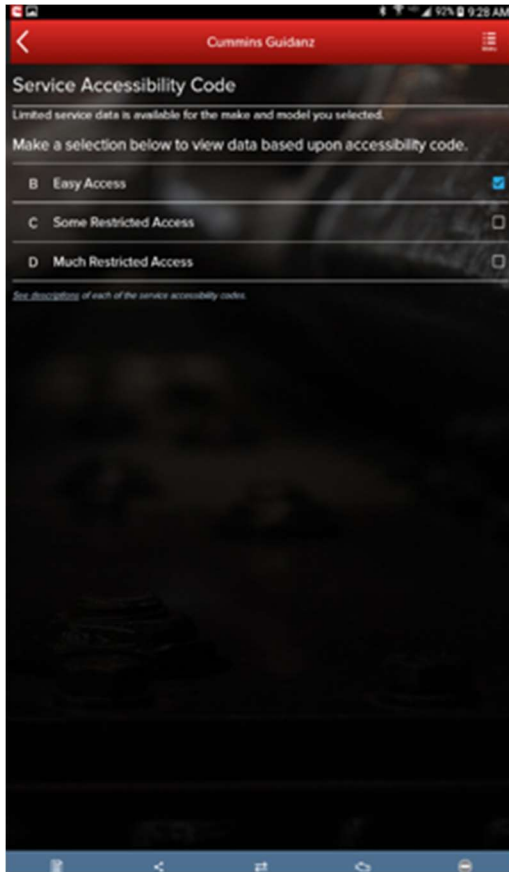 92% 9:28 AM
Cummins Guidanz
MENU
Service Accessibility Code
Limited service data is available for the make and model you selected.
Make a selection below to view data based upon accessibility code.
B Easy Access
C Some Restricted Access
D Much Restricted Access
See descriptions of each of the service accessibility codes.